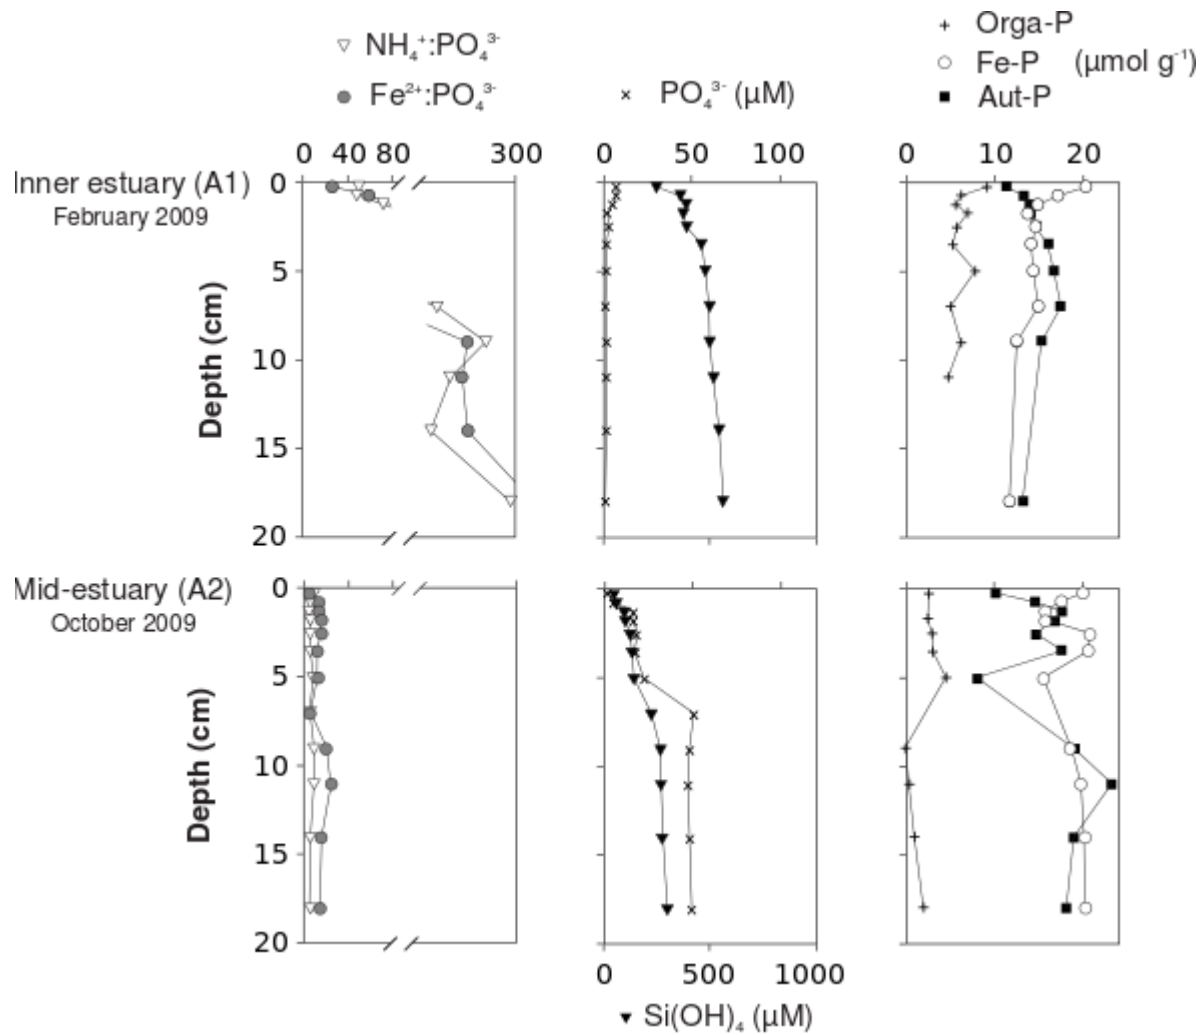 Orga-P
NH₄⁺:PO₄³⁻
Fe-P (μmol g⁻¹)
Fe²⁺:PO₄³⁻
PO₄³⁻ (μM)
Aut-P
0 40 80 300 0 50 100 0 10 20
Inner estuary (A1)
February 2009
0
5
10
15
20
Depth (cm)
Mid-estuary (A2)
October 2009
0
5
10
15
20
Depth (cm)
0 500 1000
Si(OH)₄ (μM)